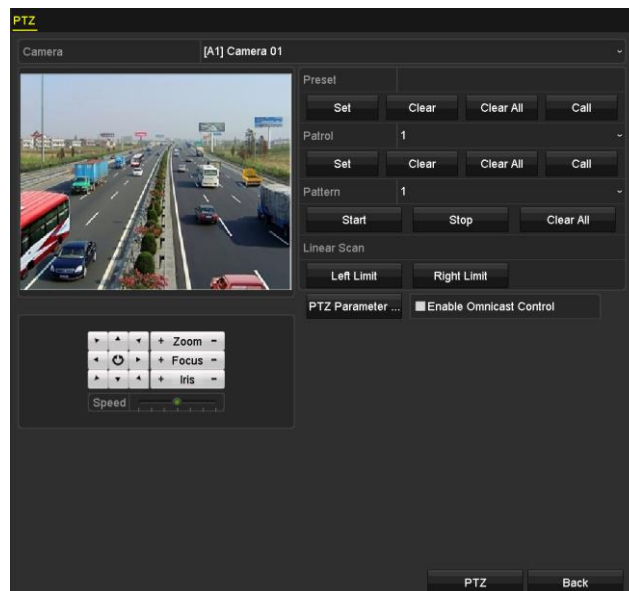 PTZ
Camera [A1] Camera 01
Preset
Set Clear Clear All Call
Patrol 1
Set Clear Clear All Call
Pattern 1
Start Stop Clear All
Linear Scan
Left Limit Right Limit
PTZ Parameter ... Enable Omnicast Control
+ Zoom -
+ Focus -
+ Iris -
Speed
PTZ Back